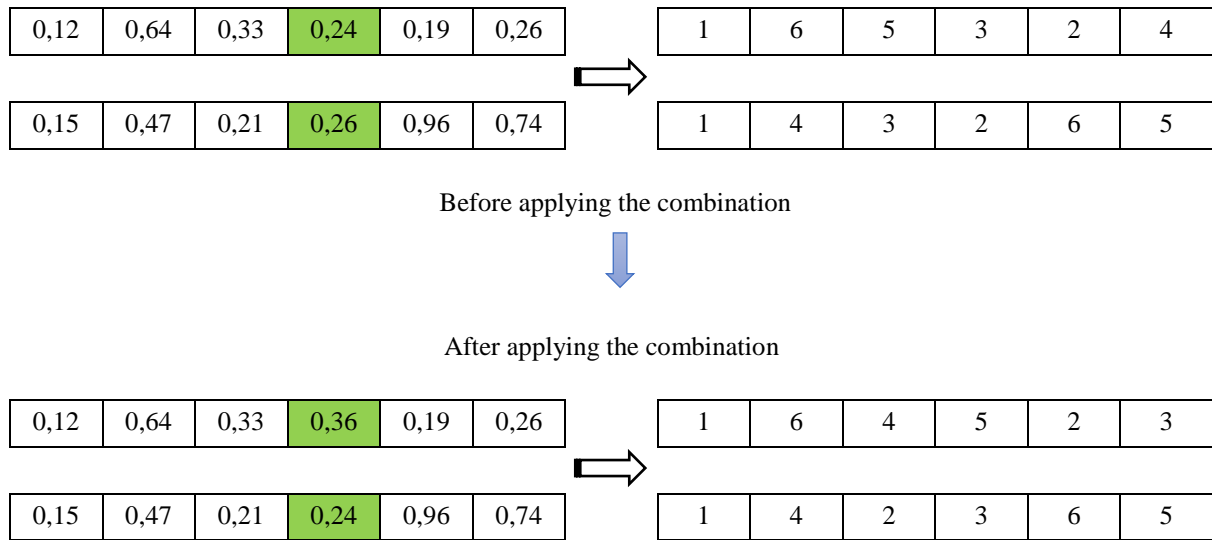 0,12 0,64 0,33 0,24 0,19 0,26 1 6 5 3 2 4
0,15 0,47 0,21 0,26 0,96 0,74 1 4 3 2 6 5
Before applying the combination
After applying the combination
0,12 0,64 0,33 0,36 0,19 0,26 1 6 4 5 2 3
0,15 0,47 0,21 0,24 0,96 0,74 1 4 2 3 6 5